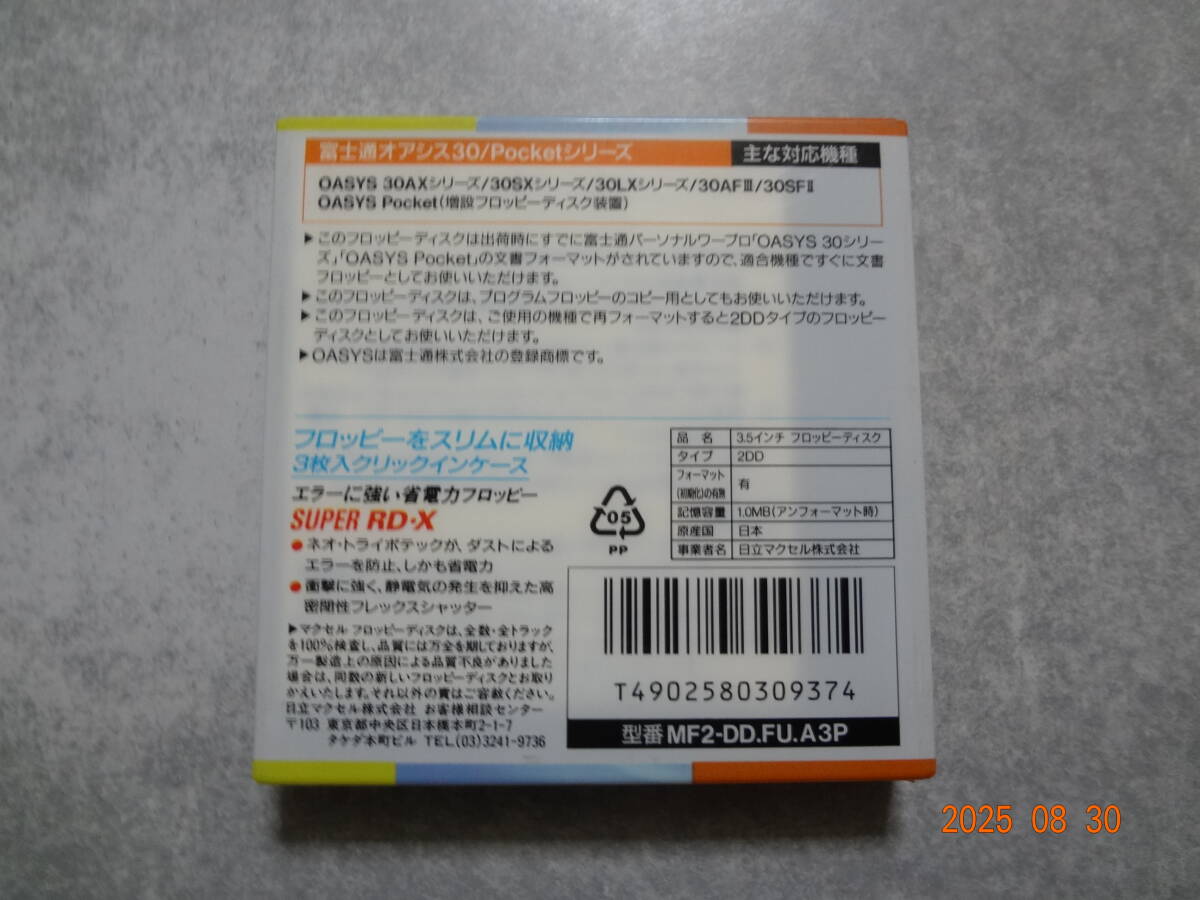 富士通オアシス30/Pocketシリーズ 主な対応機種
OASYS 30AXシリーズ/30SXシリーズ/30LXシリーズ/30AFⅢ/30SFⅡ
OASYS Pocket(増設フロッピーディスク装置)
▶このフロッピーディスクは出荷時にすでに富士通パーソナルワープロ「OASYS 30シリー
ズ」「OASYS Pocket」の文書フォーマットがされていますので、適合機種ですぐに文書
フロッピーとしてお使いいただけます。
▶このフロッピーディスクは、プログラムフロッピーのコピー用としてもお使いいただけます。
▶このフロッピーディスクは、ご使用の機種で再フォーマットすると2DDタイプのフロッピー
ディスクとしてお使いいただけます。
▶OASYSは富士通株式会社の登録商標です。
フロッピーをスリムに収納
3枚入クリックインケース
エラーに強い省電力フロッピー
SUPER RD・X
●ネオ・トライボテックが、ダストによる
エラーを防止、しかも省電力
●衝撃に強く、静電気の発生を抑えた高
密閉性フレックスシャッター
▶マクセル フロッピーディスクは、全数・全トラック
を100%検査し、品質には万全を期しておりますが、
万一製造上の原因による品質不良がありました
場合は、同数の新しいフロッピーディスクとお取り
かえいたします。それ以外の責はご容赦ください。
日立マクセル株式会社 お客様相談センター
〒103 東京都中央区日本橋本町2-1-7
タケダ本町ビル TEL(03)3241-9736
05
PP
品名 3.5インチ フロッピーディスク
タイプ 2DD
フォーマット
(初期化)の有無 有
記憶容量 1.0MB(アンフォーマット時)
原産国 日本
事業者名 日立マクセル株式会社
T4902580309374
型番 MF2-DD.FU.A3P
2025 08 30